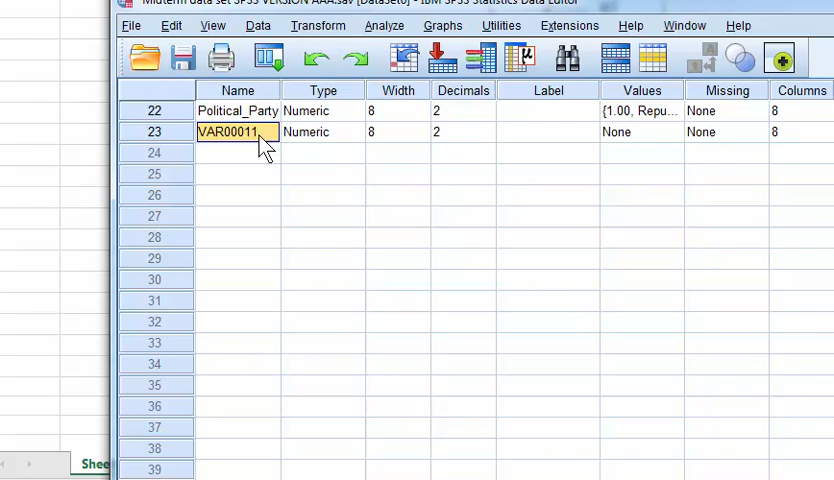 Midterm data set SPSS VERSION AAA.sav [DataSet0] - IBM SPSS Statistics Data Editor
File Edit View Data Transform Analyze Graphs Utilities Extensions Help Window Help
Name Type Width Decimals Label Values Missing Columns
22 Political_Party Numeric 8 2 {1.00, Repu... None 8
23 VAR00011 Numeric 8 2 None None 8
24
25
26
27
28
29
30
31
32
33
34
35
36
37
38
39
Shee